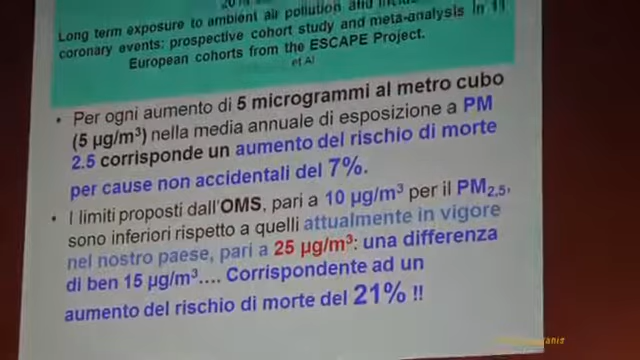 Long term exposure to ambient air pollution and
coronary events: prospective cohort study and meta-analysis in 11
European cohorts from the ESCAPE Project.
et Al
• Per ogni aumento di 5 microgrammi al metro cubo
(5 µg/m³) nella media annuale di esposizione a PM
2.5 corrisponde un aumento del rischio di morte
per cause non accidentali del 7%.
• I limiti proposti dall'OMS, pari a 10 µg/m³ per il PM2,5,
sono inferiori rispetto a quelli attualmente in vigore
nel nostro paese, pari a 25 µg/m³: una differenza
di ben 15 µg/m³.... Corrispondente ad un
aumento del rischio di morte del 21% !!